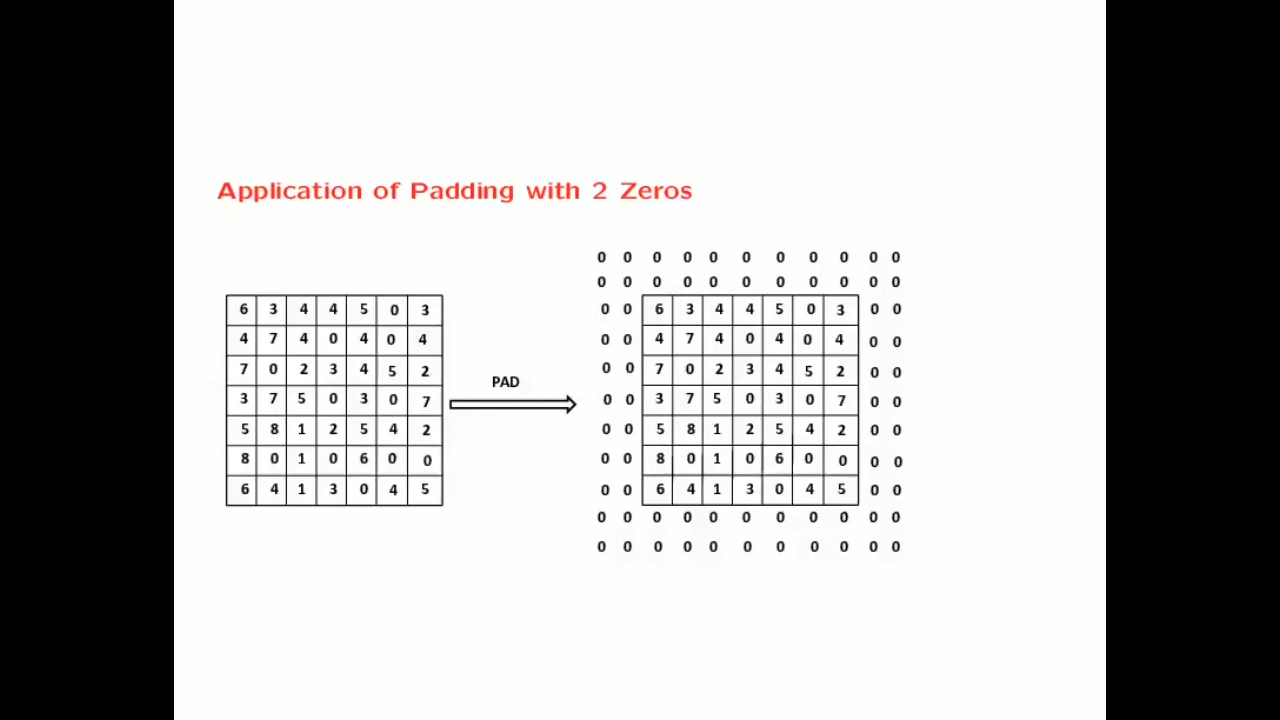 Application of Padding with 2 Zeros
0 0 0 0 0 0 0 0 0 0 0
0 0 0 0 0 0 0 0 0 0 0
6 3 4 4 5 0 3 0 0 6 3 4 4 5 0 3 0 0
4 7 4 0 4 0 4 0 0 4 7 4 0 4 0 4 0 0
7 0 2 3 4 5 2 0 0 7 0 2 3 4 5 2 0 0
PAD
3 7 5 0 3 0 7 0 0 3 7 5 0 3 0 7 0 0
5 8 1 2 5 4 2 0 0 5 8 1 2 5 4 2 0 0
8 0 1 0 6 0 0 0 0 8 0 1 0 6 0 0 0 0
6 4 1 3 0 4 5 0 0 6 4 1 3 0 4 5 0 0
0 0 0 0 0 0 0 0 0 0 0
0 0 0 0 0 0 0 0 0 0 0